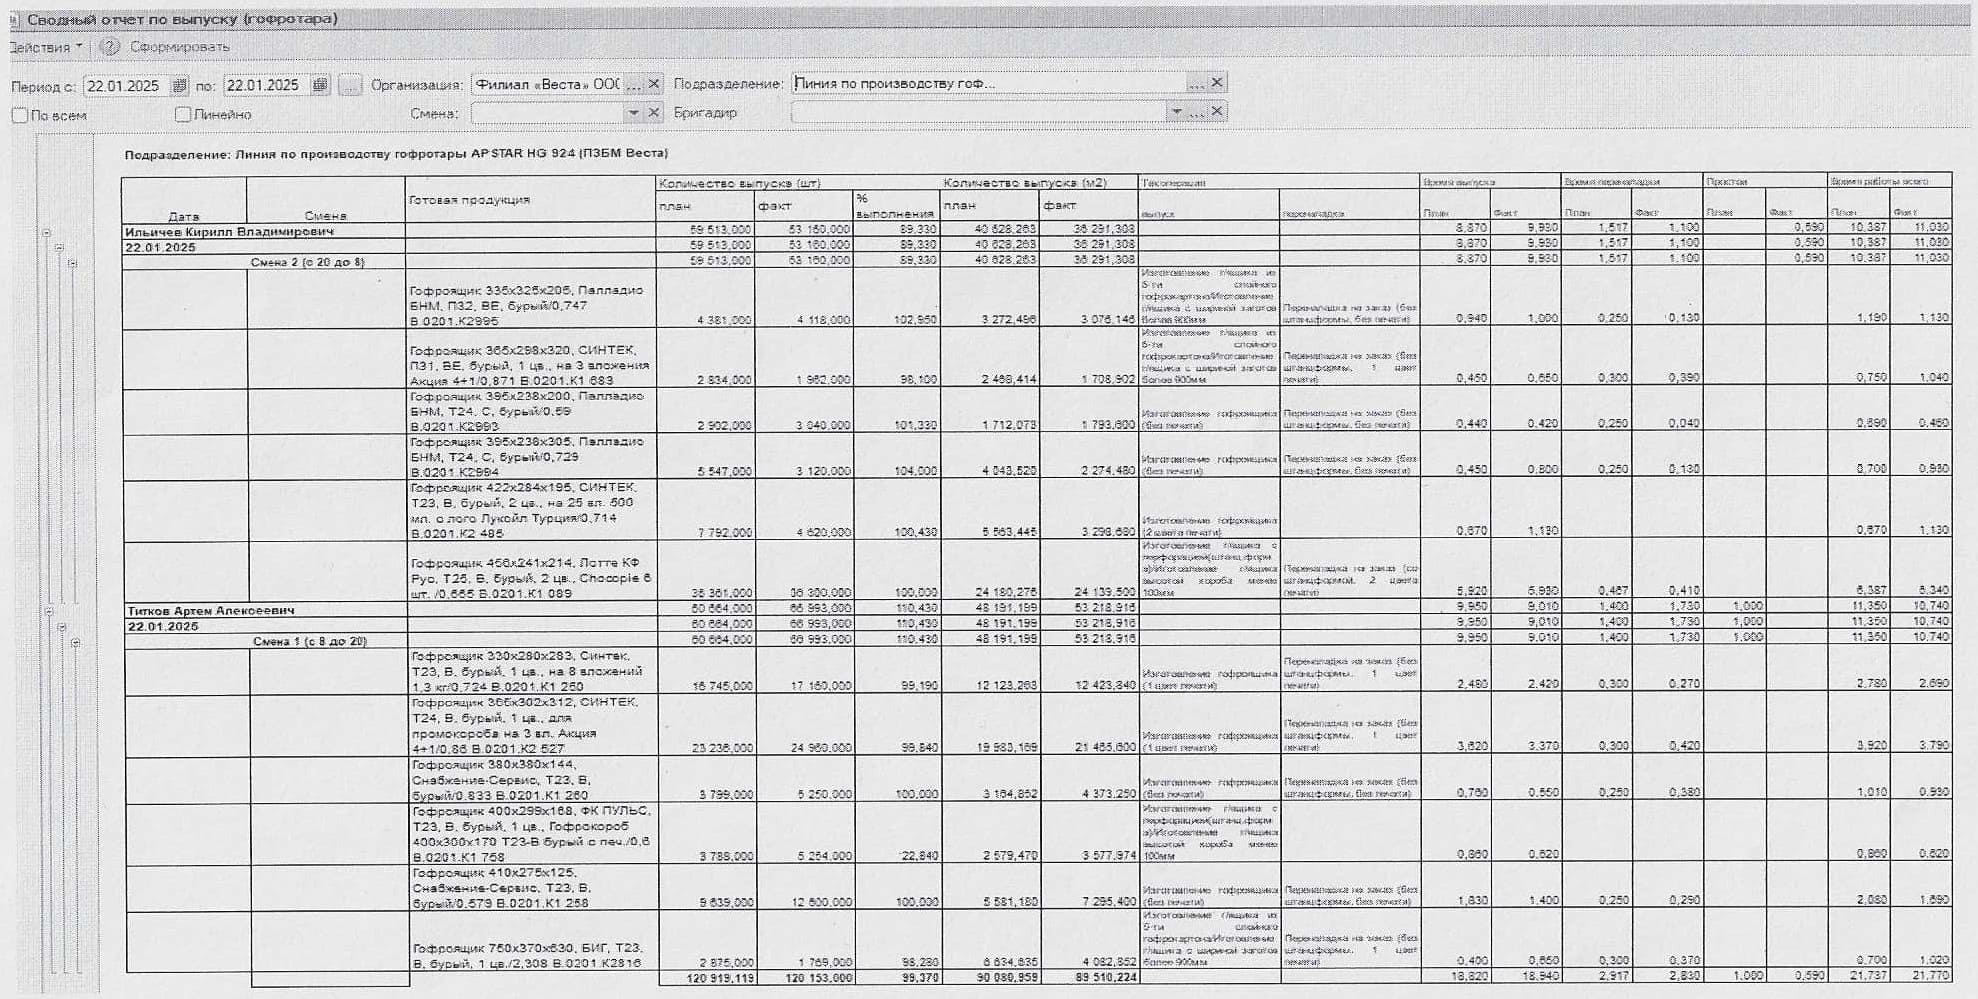 Сводный отчет по выпуску (гофротара)
Действия Сформировать
Период с: 22.01.2025 по: 22.01.2025 ... Организация: Филиал «Веста» ООО ... Подразделение: Линия по производству гоф... ...
По всем Линейно Смена: Бригадир ...
Подразделение: Линия по производству гофротары APSTAR HG 924 (ПЗБМ Веста)
Количество выпуска (шт) Количество выпуска (м2) Техоперация Время выпуска Время переналадки Простои Время работы всего
Дата Смена Готовая продукция план факт % выполнения план факт выпуск переналадка План Факт План Факт План Факт План Факт
Ильичев Кирилл Владимирович 59 513,000 53 160,000 89,330 40 628,263 36 291,308 8,870 9,930 1,517 1,100 0,590 10,387 11,030
22.01.2025 59 513,000 53 160,000 89,330 40 628,263 36 291,308 8,870 9,930 1,517 1,100 0,590 10,387 11,030
Смена 2 (с 20 до 8) 59 513,000 53 160,000 89,330 40 628,263 36 291,308 8,870 9,930 1,517 1,100 0,590 10,387 11,030
Гофроящик 335х325х205, Палладио
БНМ, П32, ВЕ, бурый/0,747
В.0201.К2995 4 381,000 4 118,000 102,950 3 272,496 3 076,146 0,940 1,000 0,250 0,130 1,190 1,130
Изготовление г/ящика из
5-ти слойного
гофрокартона/Изготовление
г/ящика с шириной заготов
более 900мм
Переналадка на заказ (без
штанцформы, без печати)
Гофроящик 365х298х320, СИНТЕК,
П31, ВЕ, бурый, 1 цв., на 3 вложения
Акция 4+1/0,871 В.0201.К1 683 2 834,000 1 962,000 98,100 2 468,414 1 708,902 0,450 0,650 0,300 0,390 0,750 1,040
Изготовление г/ящика из
5-ти слойного
гофрокартона/Изготовление
г/ящика с шириной заготов
более 900мм
Переналадка на заказ (без
штанцформы, 1 цвет
печати)
Гофроящик 395х238х200, Палладио
БНМ, Т24, С, бурый/0,59
В.0201.К2993 2 902,000 3 040,000 101,330 1 712,073 1 793,600 0,440 0,420 0,250 0,040 0,690 0,460
Изготовление гофроящика
(без печати)
Переналадка на заказ (без
штанцформы, без печати)
Гофроящик 395х238х305, Палладио
БНМ, Т24, С, бурый/0,729
В.0201.К2994 5 547,000 3 120,000 104,000 4 043,520 2 274,480 0,450 0,800 0,250 0,130 0,700 0,930
Изготовление гофроящика
(без печати)
Переналадка на заказ (без
штанцформы, без печати)
Гофроящик 422х284х195, СИНТЕК,
Т23, В, бурый, 2 цв., на 25 вл. 500
мл. с лого Лукойл Турция/0,714
В.0201.К2 485 7 792,000 4 620,000 100,430 5 563,445 3 298,680 0,670 1,130 0,670 1,130
Изготовление гофроящика
(2 цвета печати)
Гофроящик 456х241х214, Лотте КФ
Рус, Т25, В, бурый, 2 цв., Chocopie 6
шт. /0,665 В.0201.К1 089 36 361,000 36 300,000 100,000 24 180,276 24 139,500 5,920 5,930 0,467 0,410 6,387 6,340
Изготовление г/ящика с
перфорацией(штанц.форм
а)/Изготовление г/ящика
высотой короба менее
100мм
Переналадка на заказ (со
штанцформой, 2 цвета
печати)
Титков Артем Алексеевич 60 664,000 66 993,000 110,430 48 191,199 53 218,916 9,950 9,010 1,400 1,730 1,000 11,350 10,740
22.01.2025 60 664,000 66 993,000 110,430 48 191,199 53 218,916 9,950 9,010 1,400 1,730 1,000 11,350 10,740
Смена 1 (с 8 до 20) 60 664,000 66 993,000 110,430 48 191,199 53 218,916 9,950 9,010 1,400 1,730 1,000 11,350 10,740
Гофроящик 330х280х283, Синтек,
Т23, В, бурый, 1 цв., на 8 вложений
1,3 кг/0,724 В.0201.К1 250 16 745,000 17 160,000 99,190 12 123,263 12 423,840 2,480 2,420 0,300 0,270 2,780 2,690
Изготовление гофроящика
(1 цвет печати)
Переналадка на заказ (без
штанцформы, 1 цвет
печати)
Гофроящик 366х302х312, СИНТЕК,
Т24, В, бурый, 1 цв., для
промокороба на 3 вл. Акция
4+1/0,86 В.0201.К2 527 23 236,000 24 960,000 99,840 19 983,169 21 465,600 3,620 3,370 0,300 0,420 3,920 3,790
Изготовление гофроящика
(1 цвет печати)
Переналадка на заказ (без
штанцформы, 1 цвет
печати)
Гофроящик 380х380х144,
Снабжение-Сервис, Т23, В,
бурый/0,833 В.0201.К1 260 3 799,000 5 250,000 100,000 3 164,852 4 373,250 0,760 0,550 0,250 0,380 1,010 0,930
Изготовление гофроящика
(без печати)
Переналадка на заказ (без
штанцформы, без печати)
Гофроящик 400х299х168, ФК ПУЛЬС,
Т23, В, бурый, 1 цв., Гофрокороб
400х300х170 Т23-В бурый с печ./0,6
В.0201.К1 758 3 788,000 5 254,000 22,840 2 579,470 3 577,974 0,860 0,620 0,860 0,620
Изготовление г/ящика с
перфорацией(штанц.форм
а)/Изготовление г/ящика
высотой короба менее
100мм
Гофроящик 410х275х125,
Снабжение-Сервис, Т23, В,
бурый/0,579 В.0201.К1 258 9 639,000 12 600,000 100,000 5 581,180 7 295,400 1,830 1,400 0,250 0,290 2,080 1,690
Изготовление гофроящика
(без печати)
Переналадка на заказ (без
штанцформы, без печати)
Гофроящик 750х370х630, БИГ, Т23,
В, бурый, 1 цв./2,308 В.0201.К2816 2 875,000 1 769,000 98,280 6 634,635 4 082,852 0,400 0,650 0,300 0,370 0,700 1,020
Изготовление г/ящика из
5-ти слойного
гофрокартона/Изготовление
г/ящика с шириной заготов
более 900мм
Переналадка на заказ (без
штанцформы, 1 цвет
печати)
120 919,119 120 153,000 99,370 90 080,959 89 510,224 18,820 18,940 2,917 2,830 1,000 0,590 21,737 21,770